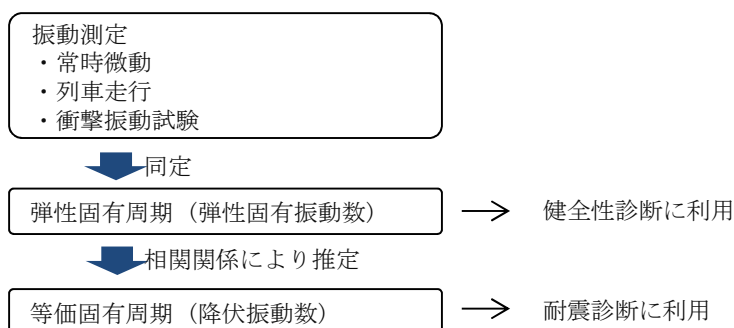 振動測定
・常時微動
・列車走行
・衝撃振動試験
同定
弾性固有周期（弾性固有振動数）
健全性診断に利用
相関関係により推定
等価固有周期（降伏振動数）
耐震診断に利用